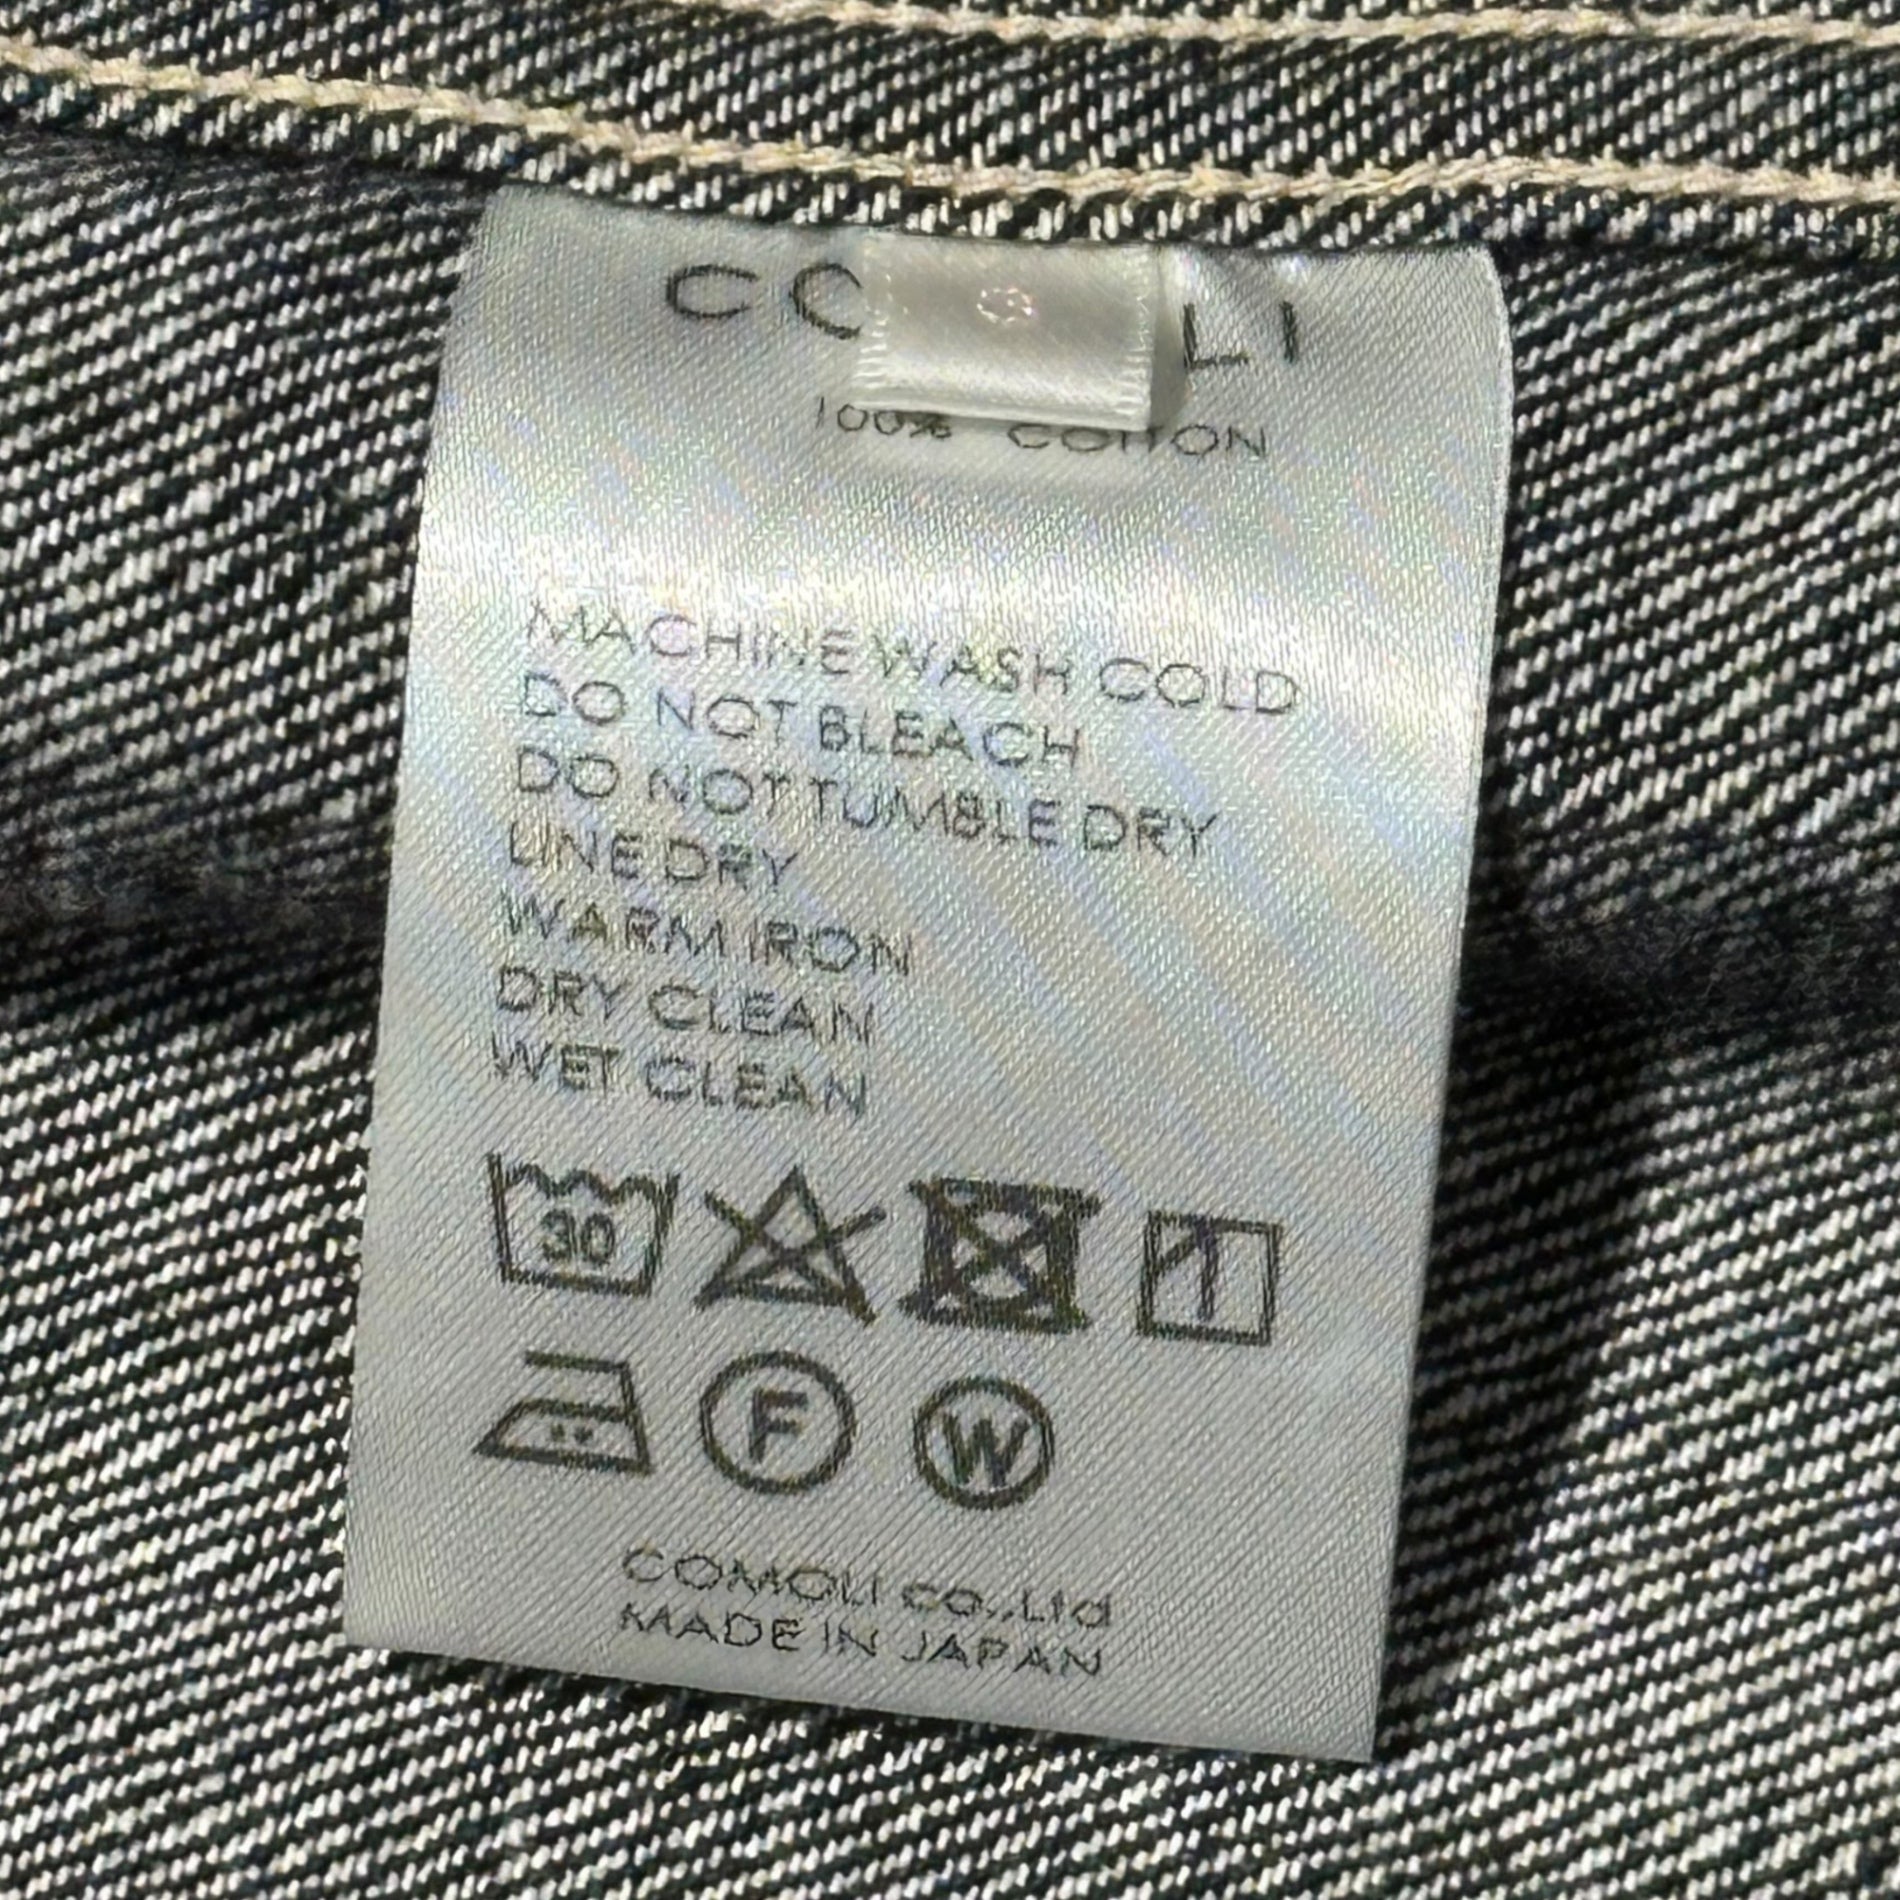 CO LI
100% COTTON
MACHINE WASH COLD
DO NOT BLEACH
DO NOT TUMBLE DRY
LINE DRY
WARM IRON
DRY CLEAN
WET CLEAN
30
F W
COMOLI co.,Ltd
MADE IN JAPAN